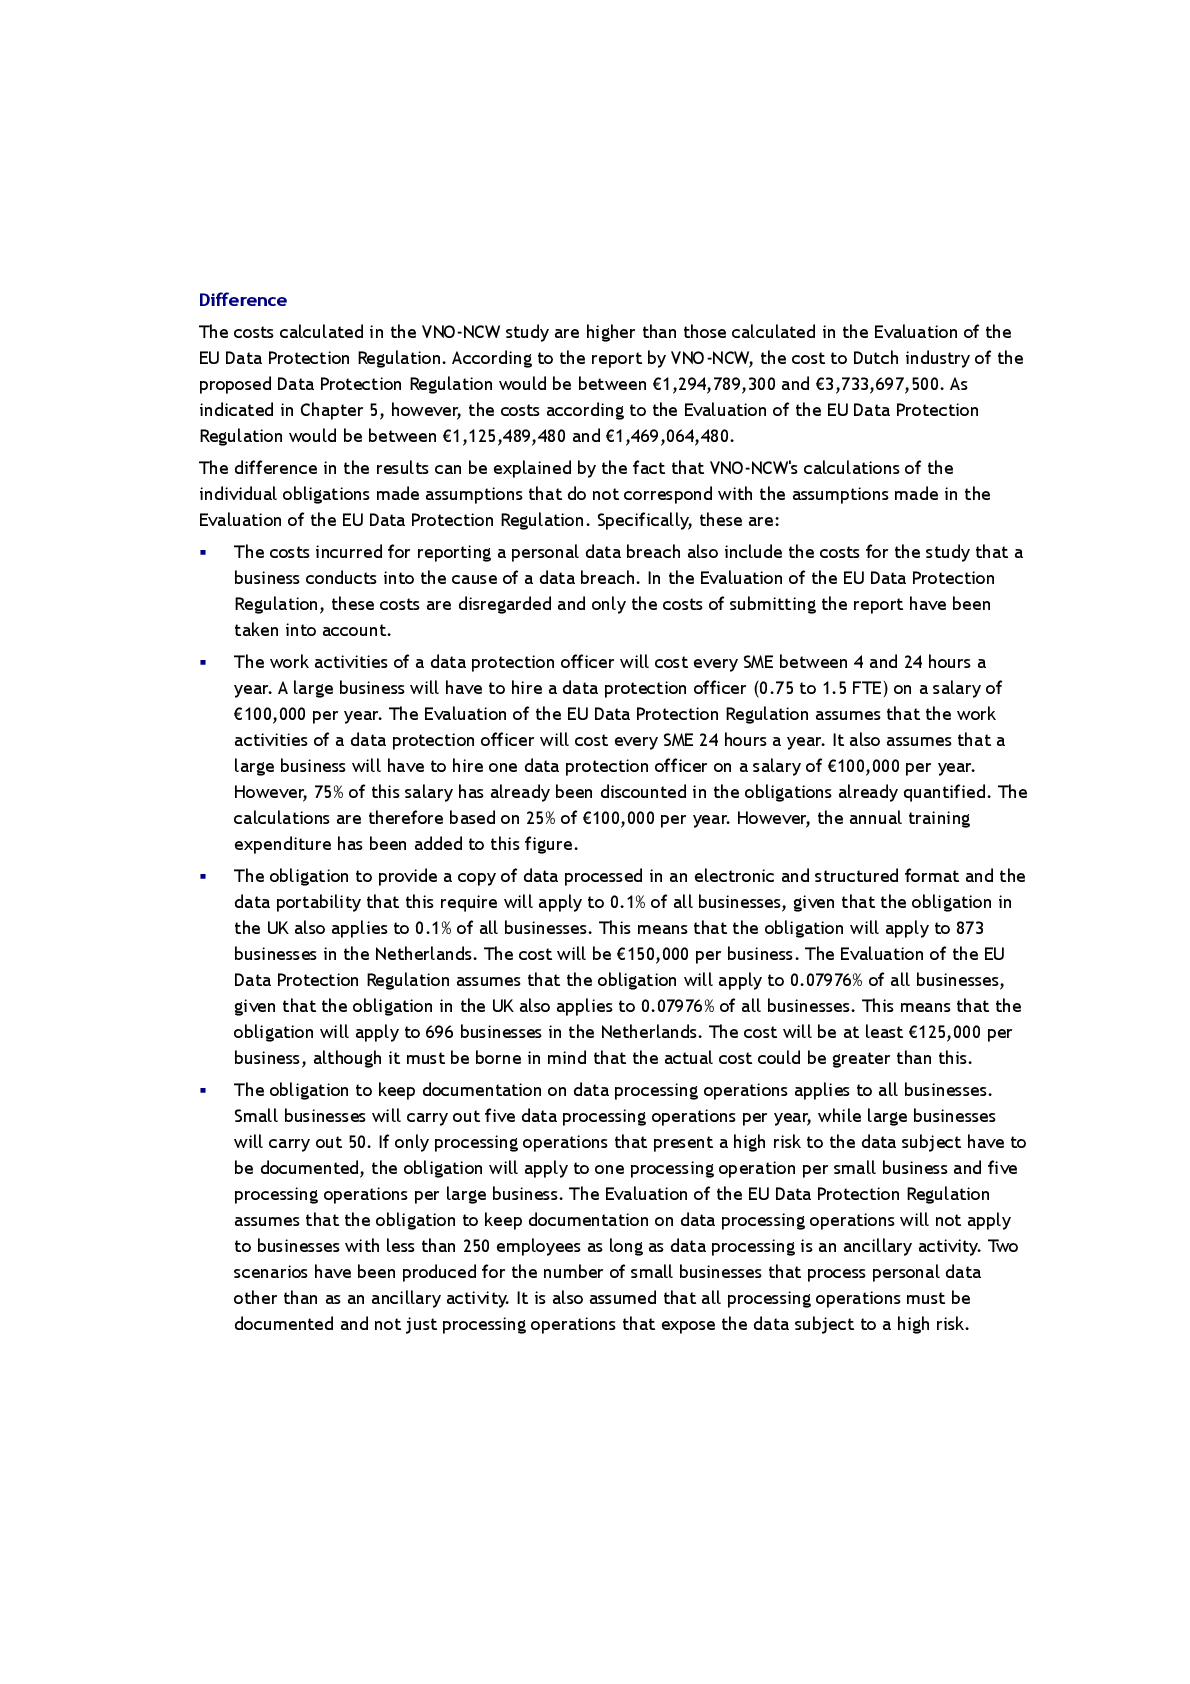 Difference
The costs calculated in the VNO-NCW study are higher than those calculated in the Evaluation of the
EU Data Protection Regulation. According to the report by VNO-NCW, the cost to Dutch industry of the
proposed Data Protection Regulation would be between €1,294,789,300 and €3,733,697,500. As
indicated in Chapter 5, however, the costs according to the Evaluation of the EU Data Protection
Regulation would be between €1,125,489,480 and €1,469,064,480.
The difference in the results can be explained by the fact that VNO-NCW's calculations of the
individual obligations made assumptions that do not correspond with the assumptions made in the
Evaluation of the EU Data Protection Regulation. Specifically, these are:
▪ The costs incurred for reporting a personal data breach also include the costs for the study that a
business conducts into the cause of a data breach. In the Evaluation of the EU Data Protection
Regulation, these costs are disregarded and only the costs of submitting the report have been
taken into account.
▪ The work activities of a data protection officer will cost every SME between 4 and 24 hours a
year. A large business will have to hire a data protection officer (0.75 to 1.5 FTE) on a salary of
€100,000 per year. The Evaluation of the EU Data Protection Regulation assumes that the work
activities of a data protection officer will cost every SME 24 hours a year. It also assumes that a
large business will have to hire one data protection officer on a salary of €100,000 per year.
However, 75% of this salary has already been discounted in the obligations already quantified. The
calculations are therefore based on 25% of €100,000 per year. However, the annual training
expenditure has been added to this figure.
▪ The obligation to provide a copy of data processed in an electronic and structured format and the
data portability that this require will apply to 0.1% of all businesses, given that the obligation in
the UK also applies to 0.1% of all businesses. This means that the obligation will apply to 873
businesses in the Netherlands. The cost will be €150,000 per business. The Evaluation of the EU
Data Protection Regulation assumes that the obligation will apply to 0.07976% of all businesses,
given that the obligation in the UK also applies to 0.07976% of all businesses. This means that the
obligation will apply to 696 businesses in the Netherlands. The cost will be at least €125,000 per
business, although it must be borne in mind that the actual cost could be greater than this.
▪ The obligation to keep documentation on data processing operations applies to all businesses.
Small businesses will carry out five data processing operations per year, while large businesses
will carry out 50. If only processing operations that present a high risk to the data subject have to
be documented, the obligation will apply to one processing operation per small business and five
processing operations per large business. The Evaluation of the EU Data Protection Regulation
assumes that the obligation to keep documentation on data processing operations will not apply
to businesses with less than 250 employees as long as data processing is an ancillary activity. Two
scenarios have been produced for the number of small businesses that process personal data
other than as an ancillary activity. It is also assumed that all processing operations must be
documented and not just processing operations that expose the data subject to a high risk.